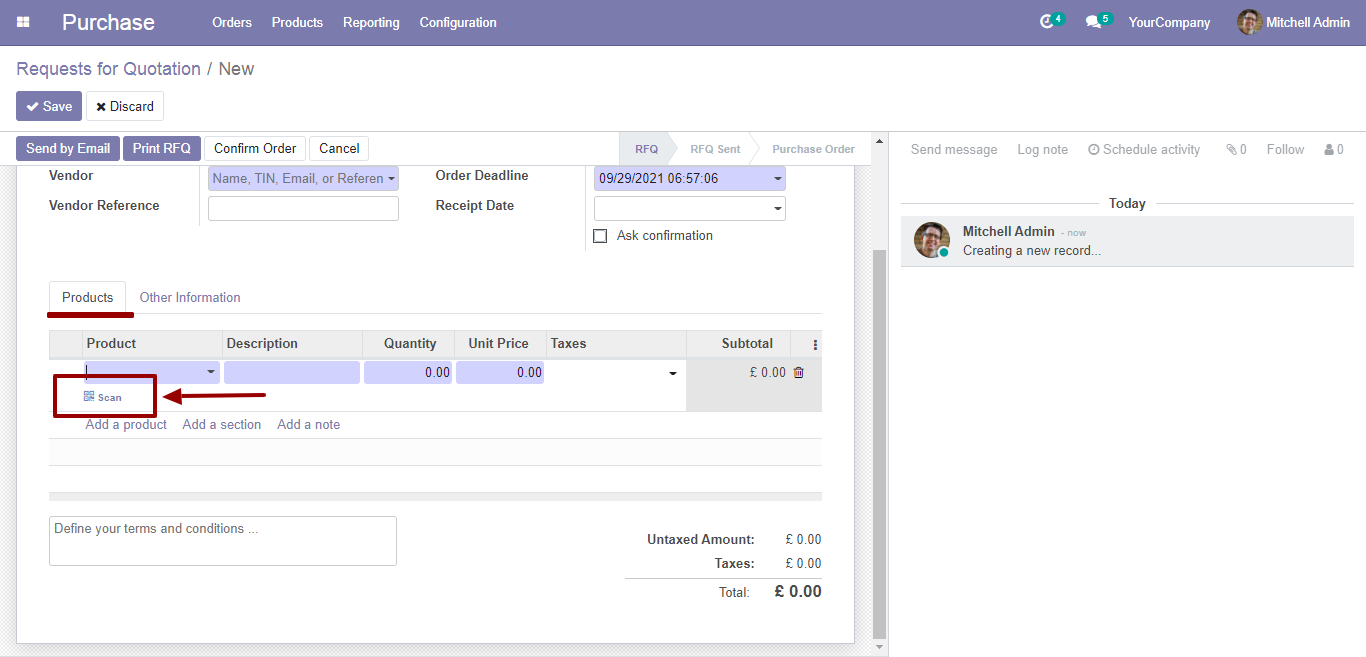 Purchase Orders Products Reporting Configuration 4 5 YourCompany Mitchell Admin
Requests for Quotation / New
Save Discard
Send by Email Print RFQ Confirm Order Cancel RFQ RFQ Sent Purchase Order Send message Log note Schedule activity 0 Follow 0
Vendor Name, TIN, Email, or Referen Order Deadline 09/29/2021 06:57:06
Vendor Reference Receipt Date
Ask confirmation
Today
Mitchell Admin - now
Creating a new record...
Products Other Information
Product Description Quantity Unit Price Taxes Subtotal
0.00 0.00 £ 0.00
Scan
Add a product Add a section Add a note
Define your terms and conditions ...
Untaxed Amount: £ 0.00
Taxes: £ 0.00
Total: £ 0.00